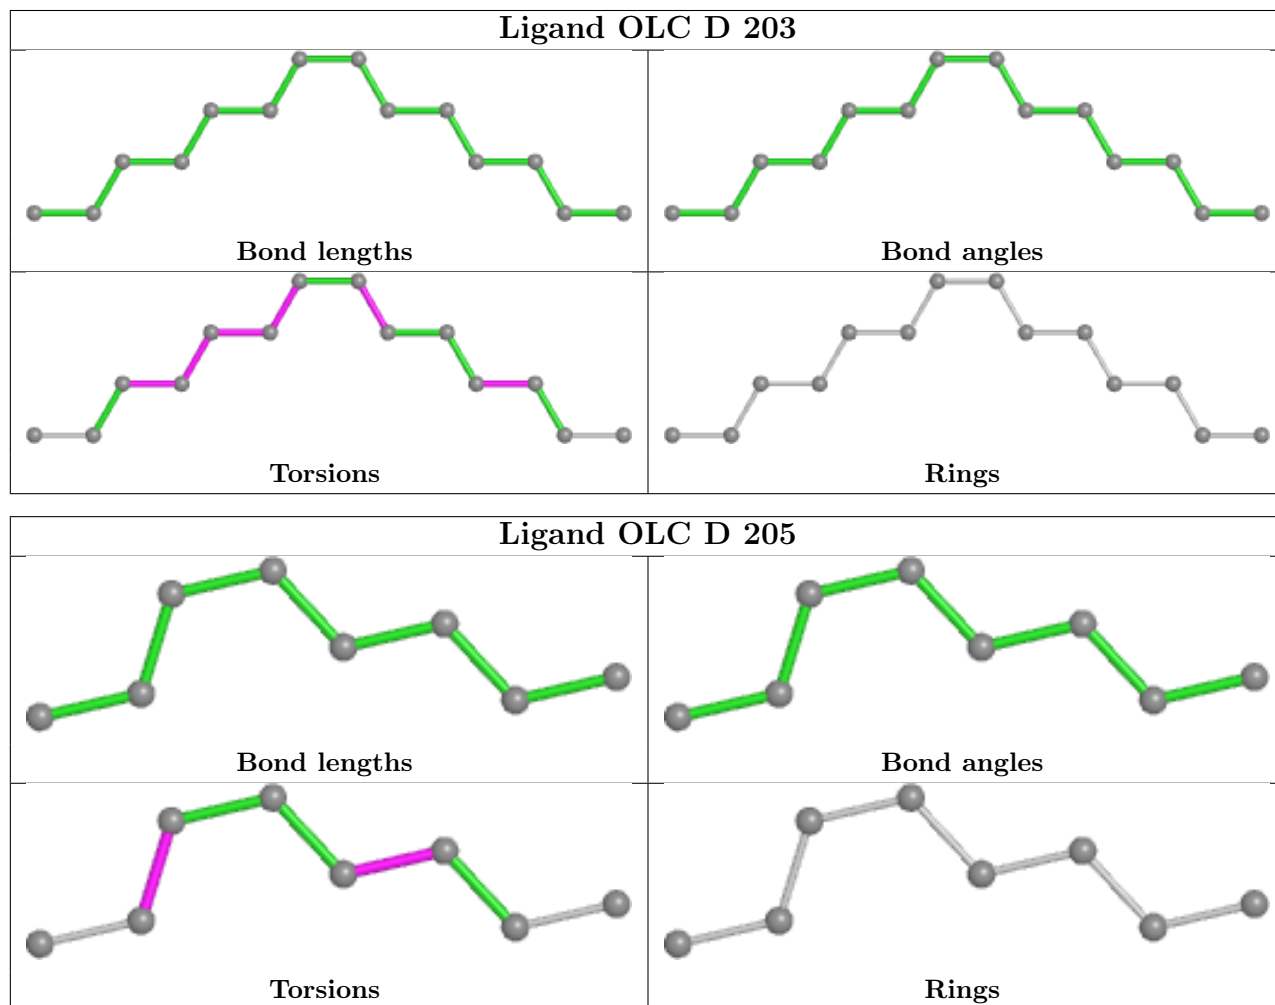 Ligand OLC D 203
Bond lengths
Bond angles
Torsions
Rings
Ligand OLC D 205
Bond lengths
Bond angles
Torsions
Rings